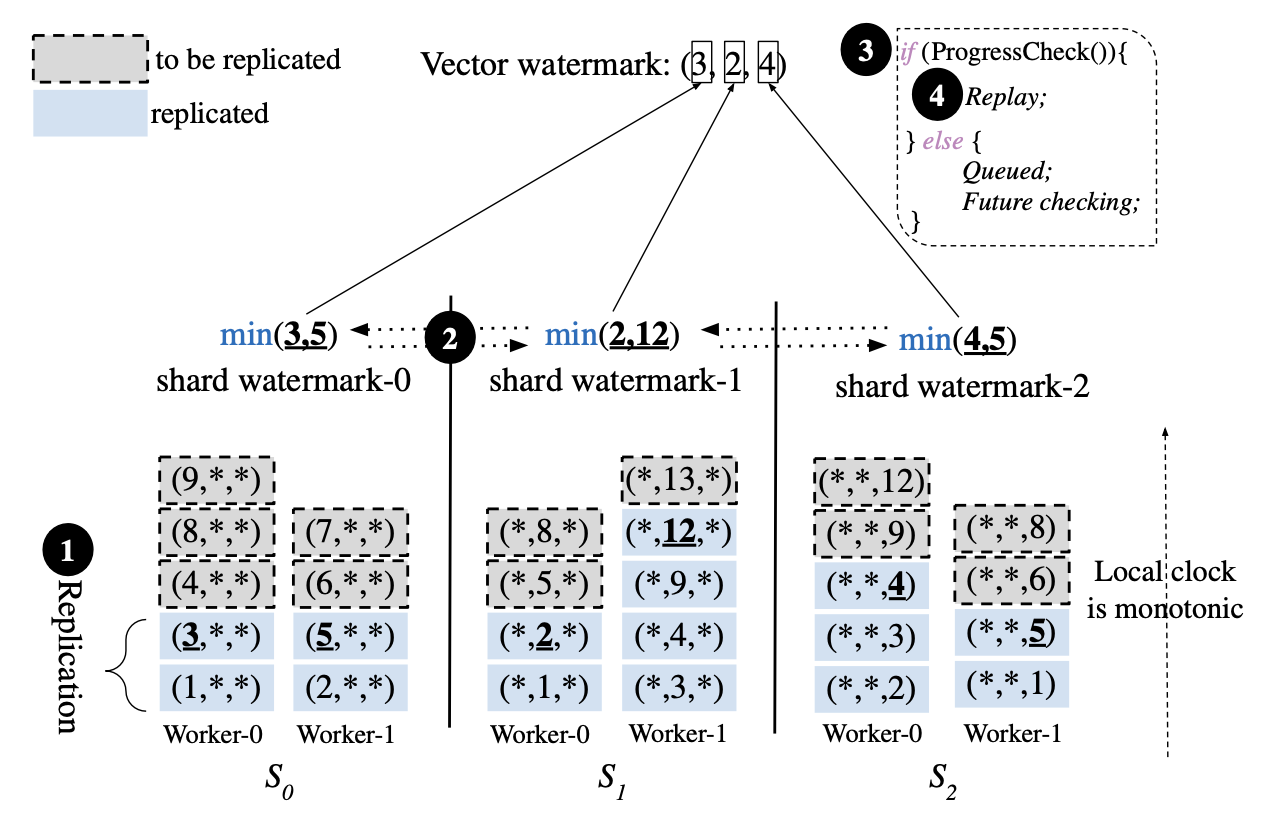 to be replicated
replicated
Vector watermark: (3, 2, 4)
3
if (ProgressCheck()){
4 Replay;
} else {
Queued;
Future checking;
}
min(3,5)
2
min(2,12)
min(4,5)
shard watermark-0
shard watermark-1
shard watermark-2
1
Replication
(9,*,*)
(8,*,*) (7,*,*)
(4,*,*) (6,*,*)
(3,*,*) (5,*,*)
(1,*,*) (2,*,*)
Worker-0 Worker-1
S0
(*,13,*)
(*,8,*) (*,12,*)
(*,5,*) (*,9,*)
(*,2,*) (*,4,*)
(*,1,*) (*,3,*)
Worker-0 Worker-1
S1
(*,*,12)
(*,*,9) (*,*,8)
(*,*,4) (*,*,6)
(*,*,3) (*,*,5)
(*,*,2) (*,*,1)
Worker-0 Worker-1
S2
Local clock
is monotonic